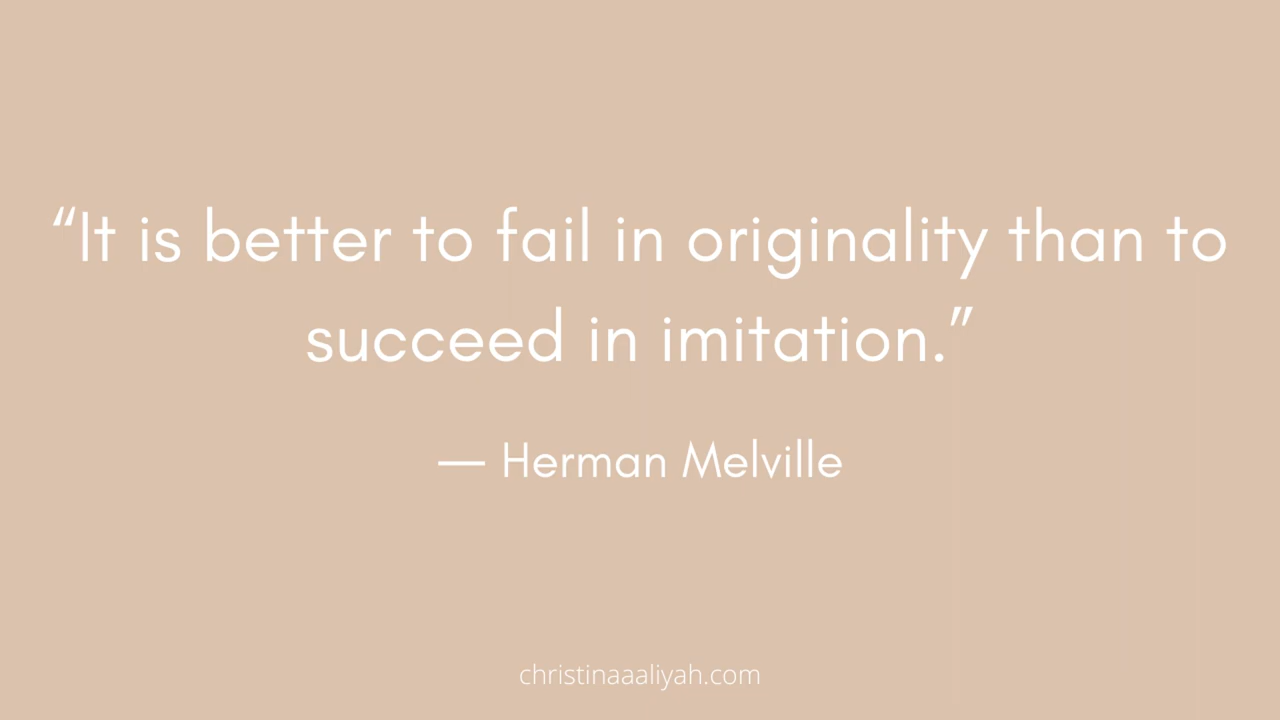 “It is better to fail in originality than to
succeed in imitation.”
— Herman Melville
christinaaaliyah.com